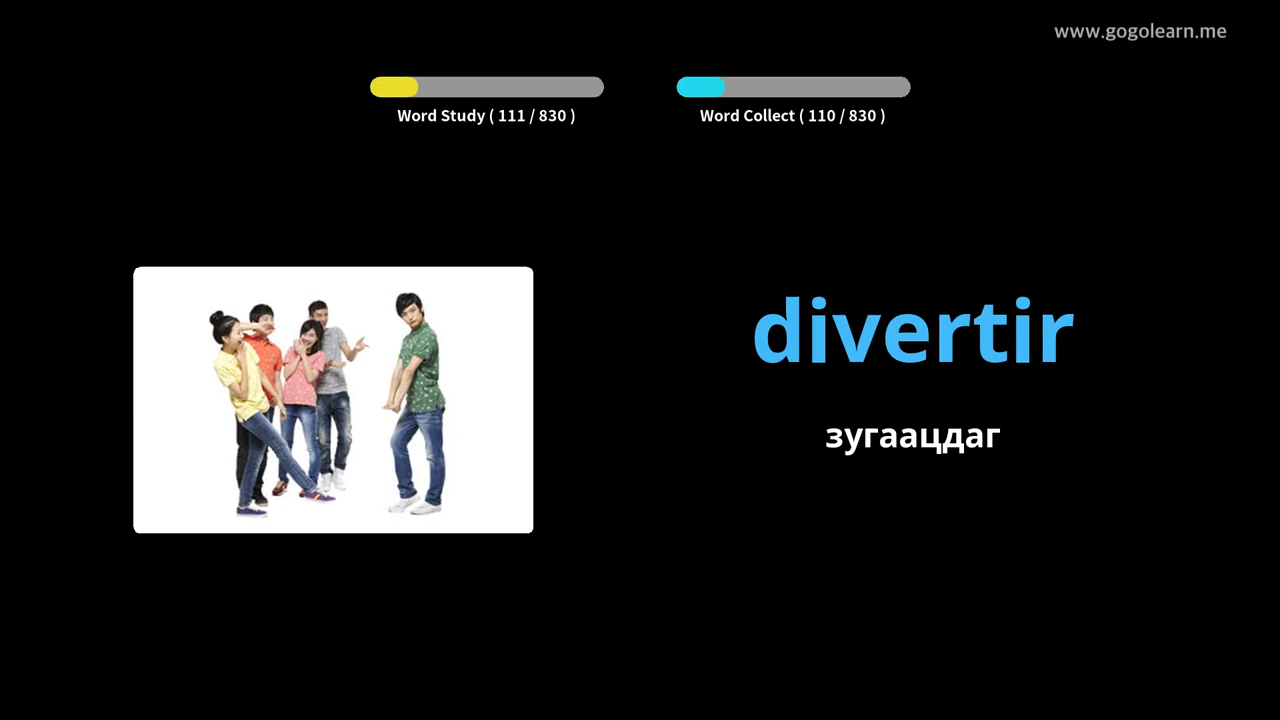 www.gogolearn.me
Word Study ( 111 / 830 )
Word Collect ( 110 / 830 )
divertir
зугаацдаг